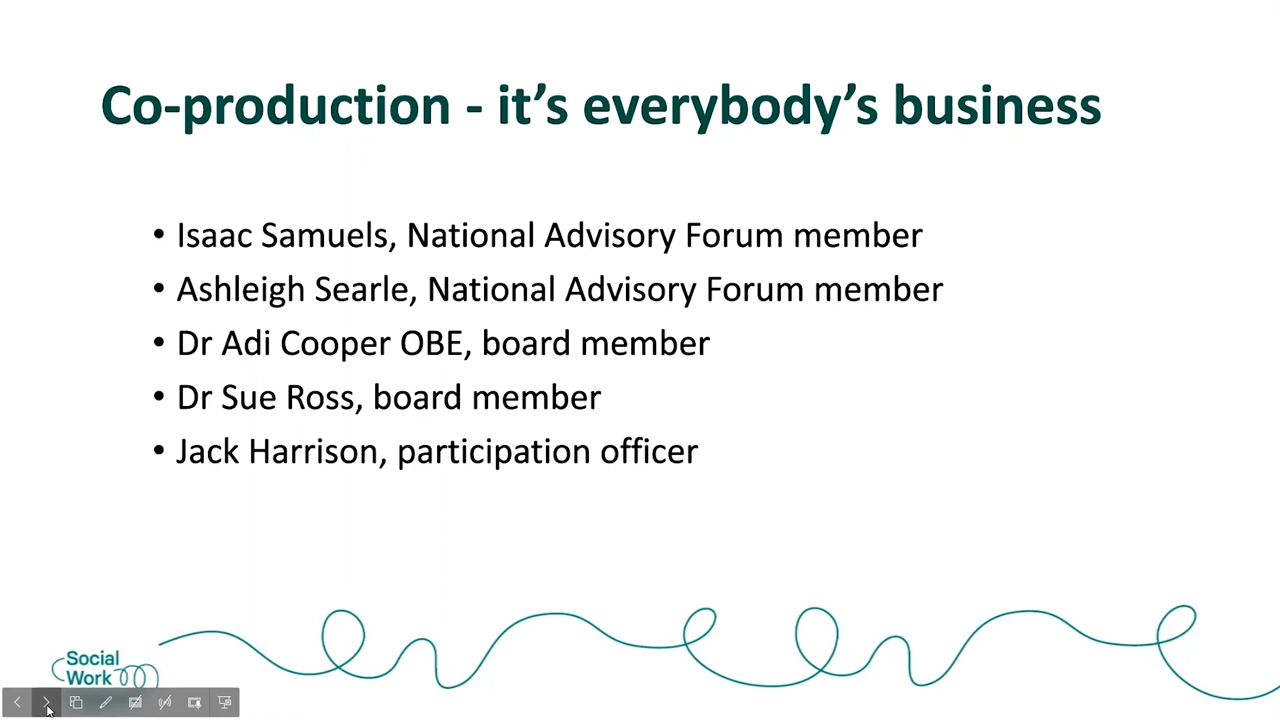 Co-production - it’s everybody’s business
• Isaac Samuels, National Advisory Forum member
• Ashleigh Searle, National Advisory Forum member
• Dr Adi Cooper OBE, board member
• Dr Sue Ross, board member
• Jack Harrison, participation officer
Social
Work